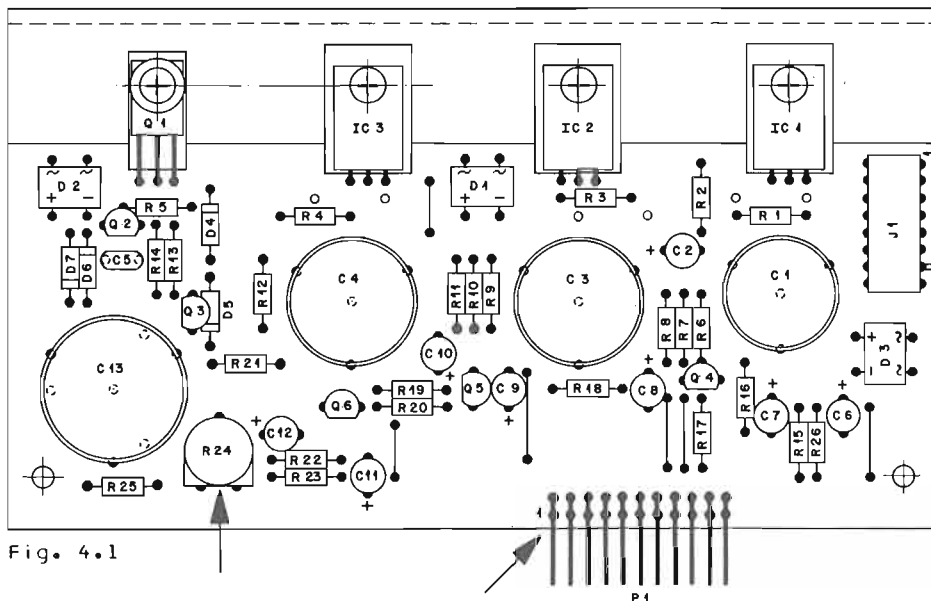 Q1
IC3
IC2
IC1
D2
~ ~
+ -
D1
~ ~
+ -
R5
R4
R3
R2
R1
J1
Q2
D4
C2
+
D7
D6
C5
R14
R13
R12
C4
R11
R10
R9
C3
C1
Q3
D5
R8
R7
R6
C13
R21
C10
+
Q4
D3
+ ~
- ~
R19
R20
Q6
Q5
C9
+
R18
C8
+
R16
C7
+
C6
+
R17
R15
R26
R24
C12
+
R22
R23
C11
+
R25
1
P1
Fig. 4.1